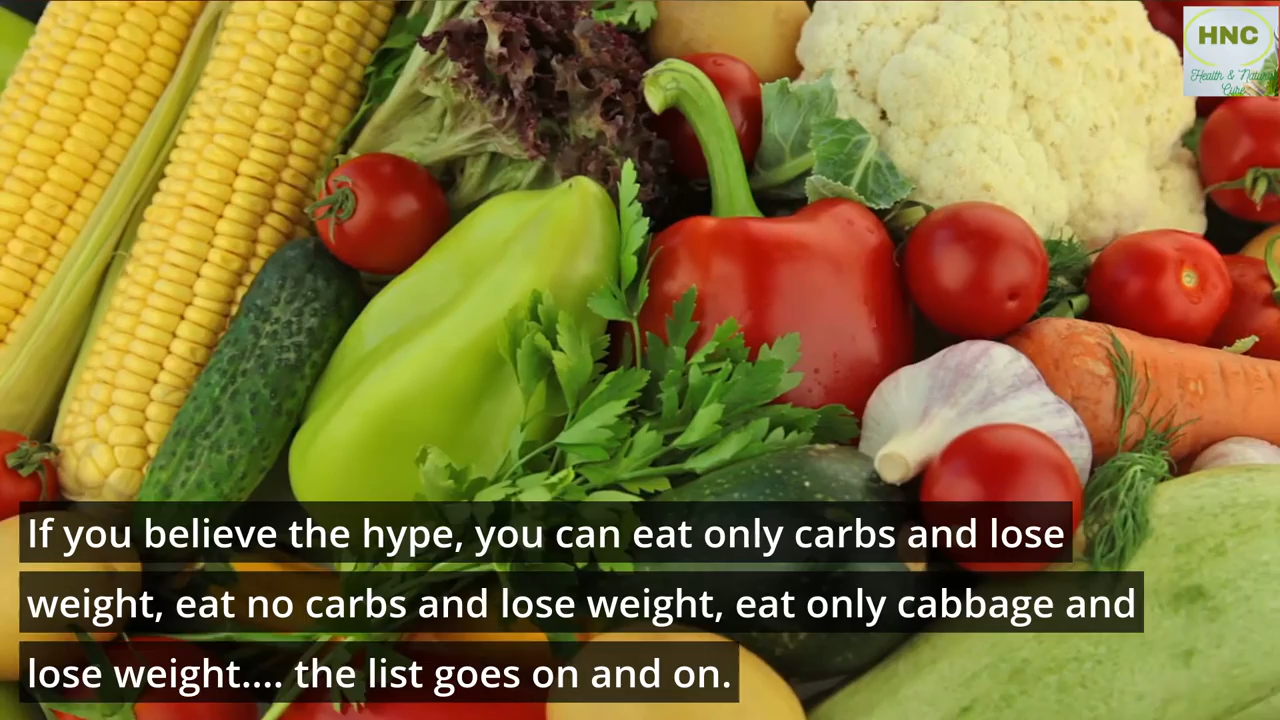 HNC
Health & Natural
Cure
If you believe the hype, you can eat only carbs and lose
weight, eat no carbs and lose weight, eat only cabbage and
lose weight.... the list goes on and on.